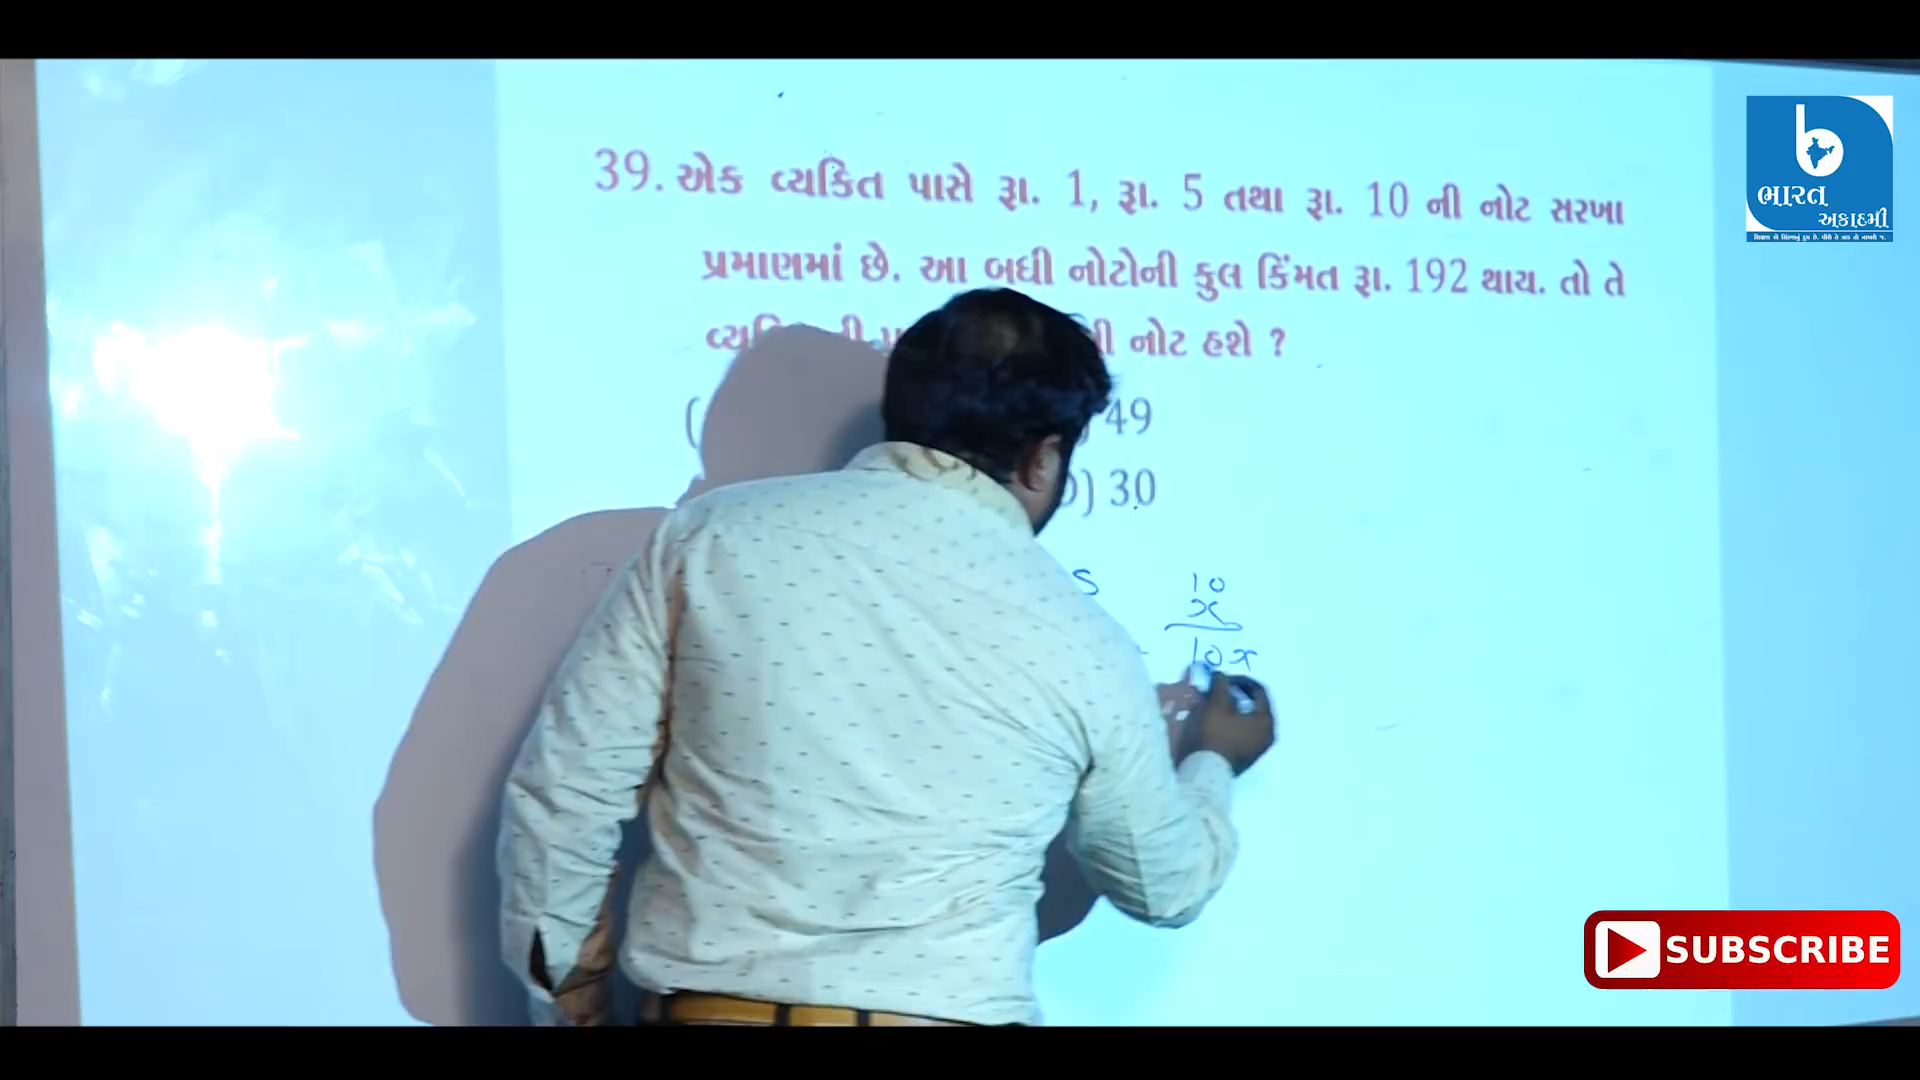 39. એક વ્યકિત પાસે રૂા. 1, રૂા. 5 તથા રૂા. 10 ની નોટ સરખા
પ્રમાણમાં છે. આ બધી નોટોની કુલ કિંમત રૂા. 192 થાય. તો તે
નોટ હશે ?
49
D) 30
5
10
x
10x
ભારત
અકાદમી
SUBSCRIBE